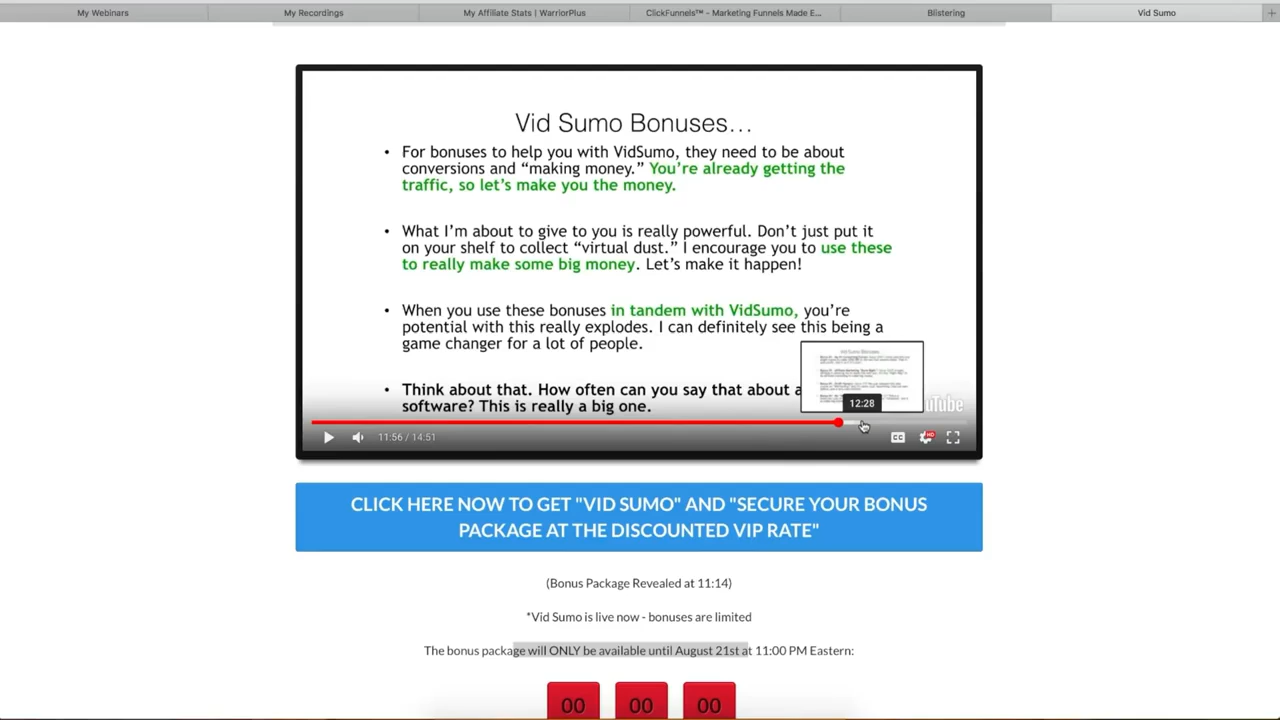 My Webinars
My Recordings
My Affiliate Stats | WarriorPlus
ClickFunnels™ - Marketing Funnels Made E...
Blistering
Vid Sumo
Vid Sumo Bonuses...
• For bonuses to help you with VidSumo, they need to be about
conversions and “making money.” You’re already getting the
traffic, so let’s make you the money.
• What I’m about to give to you is really powerful. Don’t just put it
on your shelf to collect “virtual dust.” I encourage you to use these
to really make some big money. Let’s make it happen!
• When you use these bonuses in tandem with VidSumo, you’re
potential with this really explodes. I can definitely see this being a
game changer for a lot of people.
• Think about that. How often can you say that about a
software? This is really a big one.
12:28
11:56 / 14:51
CC
HD
CLICK HERE NOW TO GET "VID SUMO" AND "SECURE YOUR BONUS
PACKAGE AT THE DISCOUNTED VIP RATE"
(Bonus Package Revealed at 11:14)
*Vid Sumo is live now - bonuses are limited
The bonus package will ONLY be available until August 21st at 11:00 PM Eastern:
00 00 00